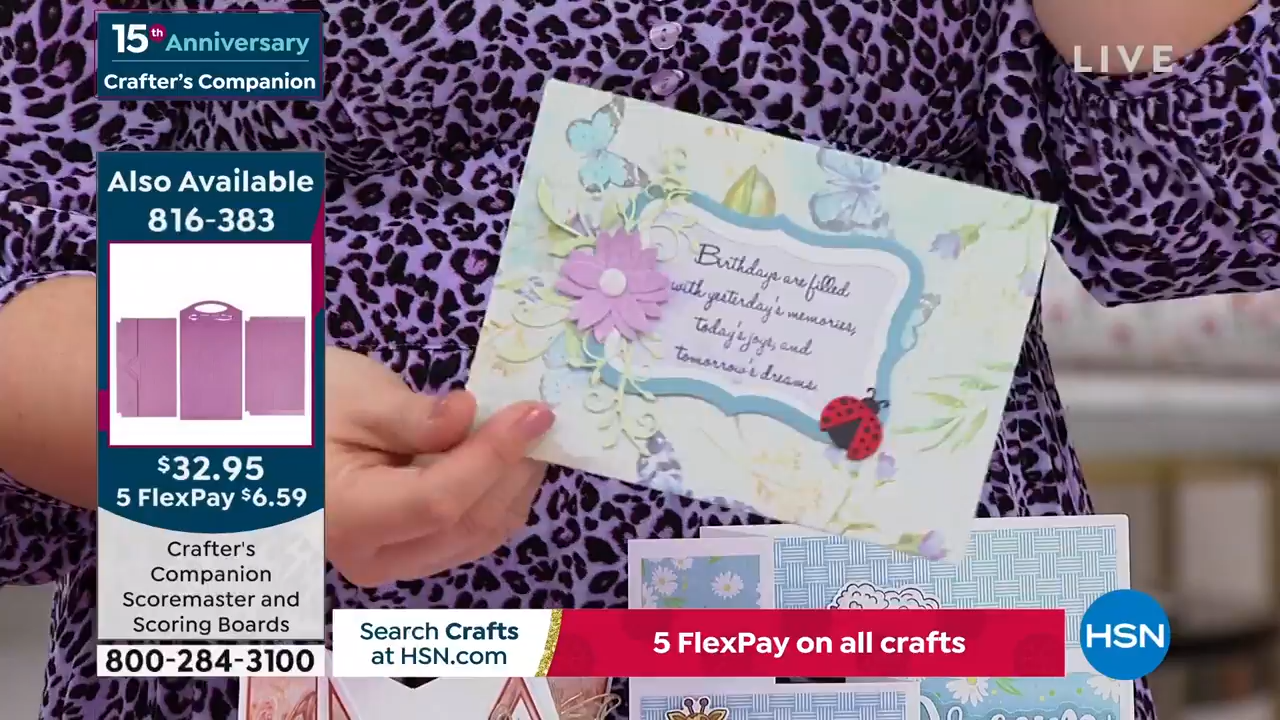 15th Anniversary
Crafter's Companion
LIVE
Also Available
816-383
$32.95
5 FlexPay $6.59
Crafter's
Companion
Scoremaster and
Scoring Boards
800-284-3100
Birthdays are filled
with yesterday's memories,
today's joys, and
tomorrow's dreams.
Search Crafts
at HSN.com
5 FlexPay on all crafts
HSN